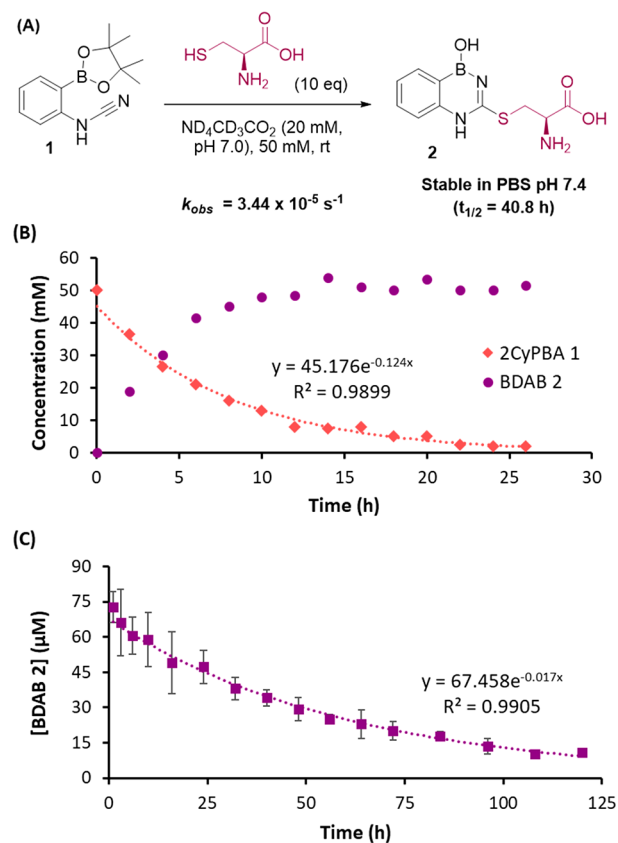 (A)
O
O
B
N
H
N
1
HS
O
OH
NH₂
(10 eq)
ND₄CD₃CO₂ (20 mM,
pH 7.0), 50 mM, rt
k_obs = 3.44 x 10⁻⁵ s⁻¹
OH
B
N
N
H
S
O
OH
NH₂
2
Stable in PBS pH 7.4
(t₁/₂ = 40.8 h)
(B)
Concentration (mM)
60
50
40
30
20
10
0
y = 45.176e⁻⁰·¹²⁴ˣ
R² = 0.9899
2CyPBA 1
BDAB 2
0 5 10 15 20 25 30
Time (h)
(C)
[BDAB 2] (µM)
90
75
60
45
30
15
0
y = 67.458e⁻⁰·⁰¹⁷ˣ
R² = 0.9905
0 25 50 75 100 125
Time (h)